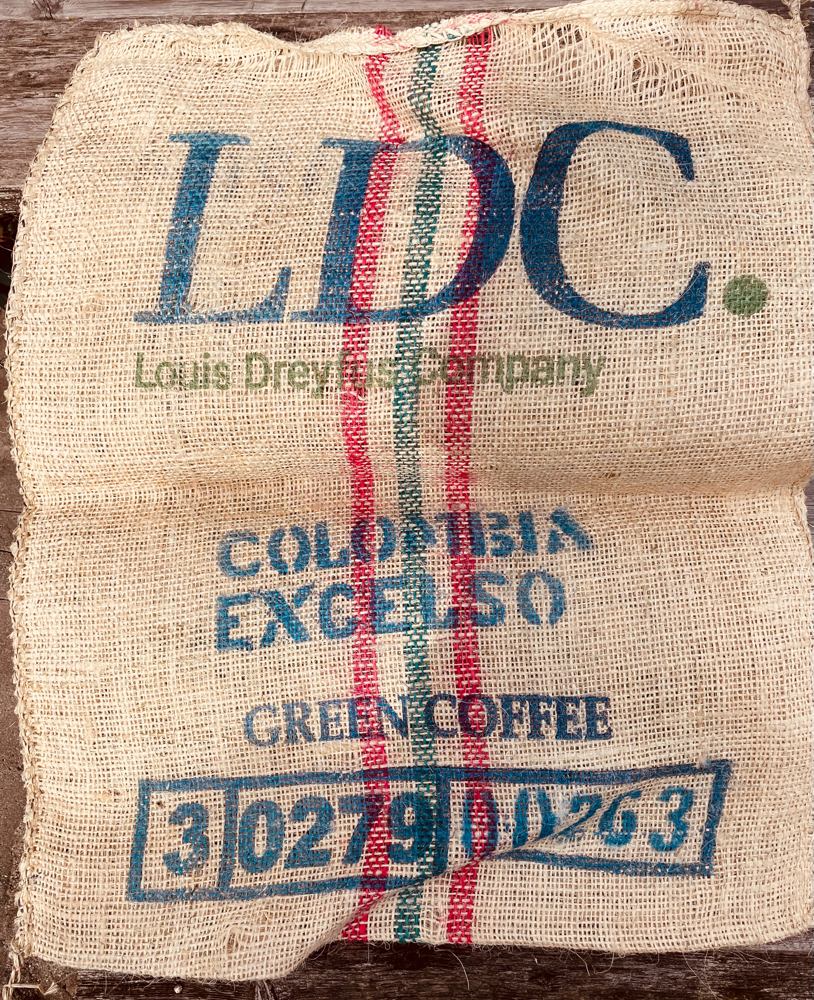 LDC.
Louis Dreyfus Company
COLOMBIA
EXCELSO
GREEN COFFEE
3 0279